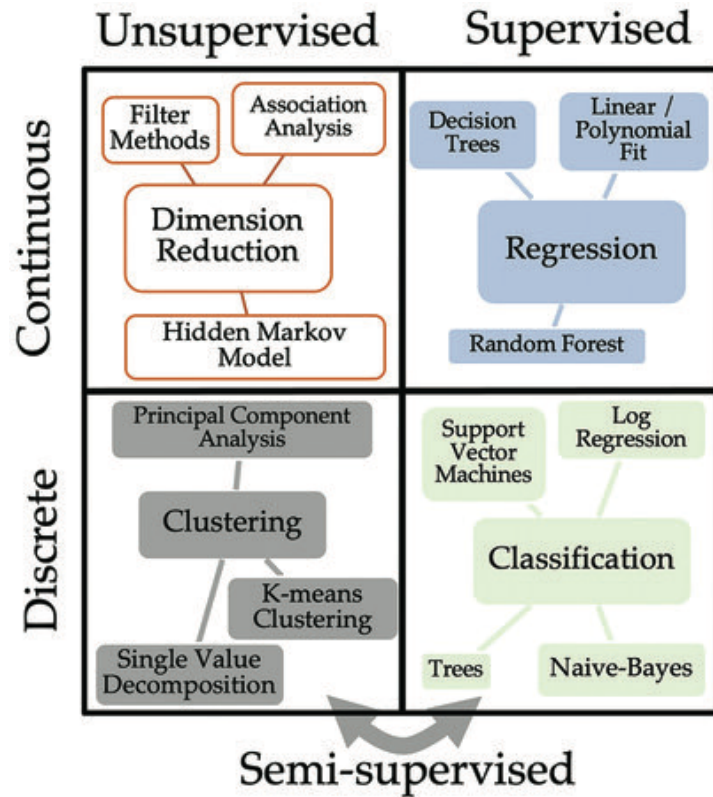 Unsupervised
Supervised
Continuous
Filter
Methods
Association
Analysis
Dimension
Reduction
Hidden Markov
Model
Decision
Trees
Linear /
Polynomial
Fit
Regression
Random Forest
Discrete
Principal Component
Analysis
Clustering
K-means
Clustering
Single Value
Decomposition
Support
Vector
Machines
Log
Regression
Classification
Trees
Naive-Bayes
Semi-supervised